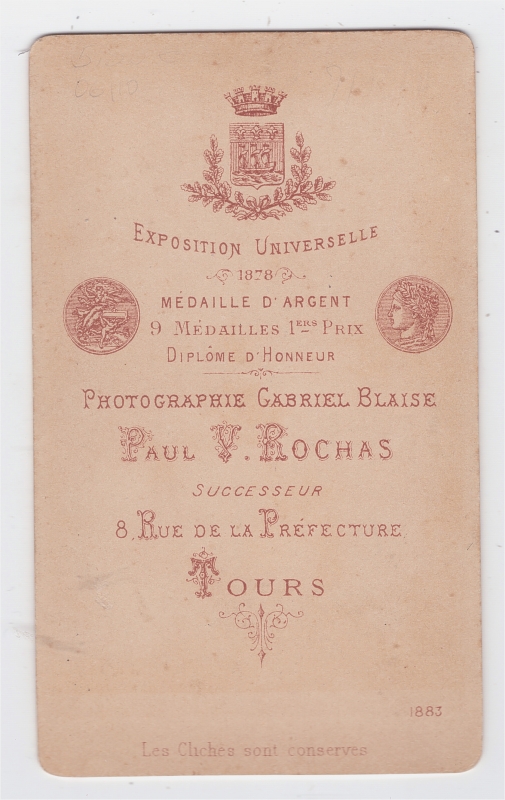 EXPOSITION UNIVERSELLE
1878
MÉDAILLE D'ARGENT
9 MÉDAILLES 1ERS PRIX
DIPLÔME D'HONNEUR
PHOTOGRAPHIE GABRIEL BLAISE
PAUL V. ROCHAS
SUCCESSEUR
8, RUE DE LA PRÉFECTURE
TOURS
1883
Les Clichés sont conservés